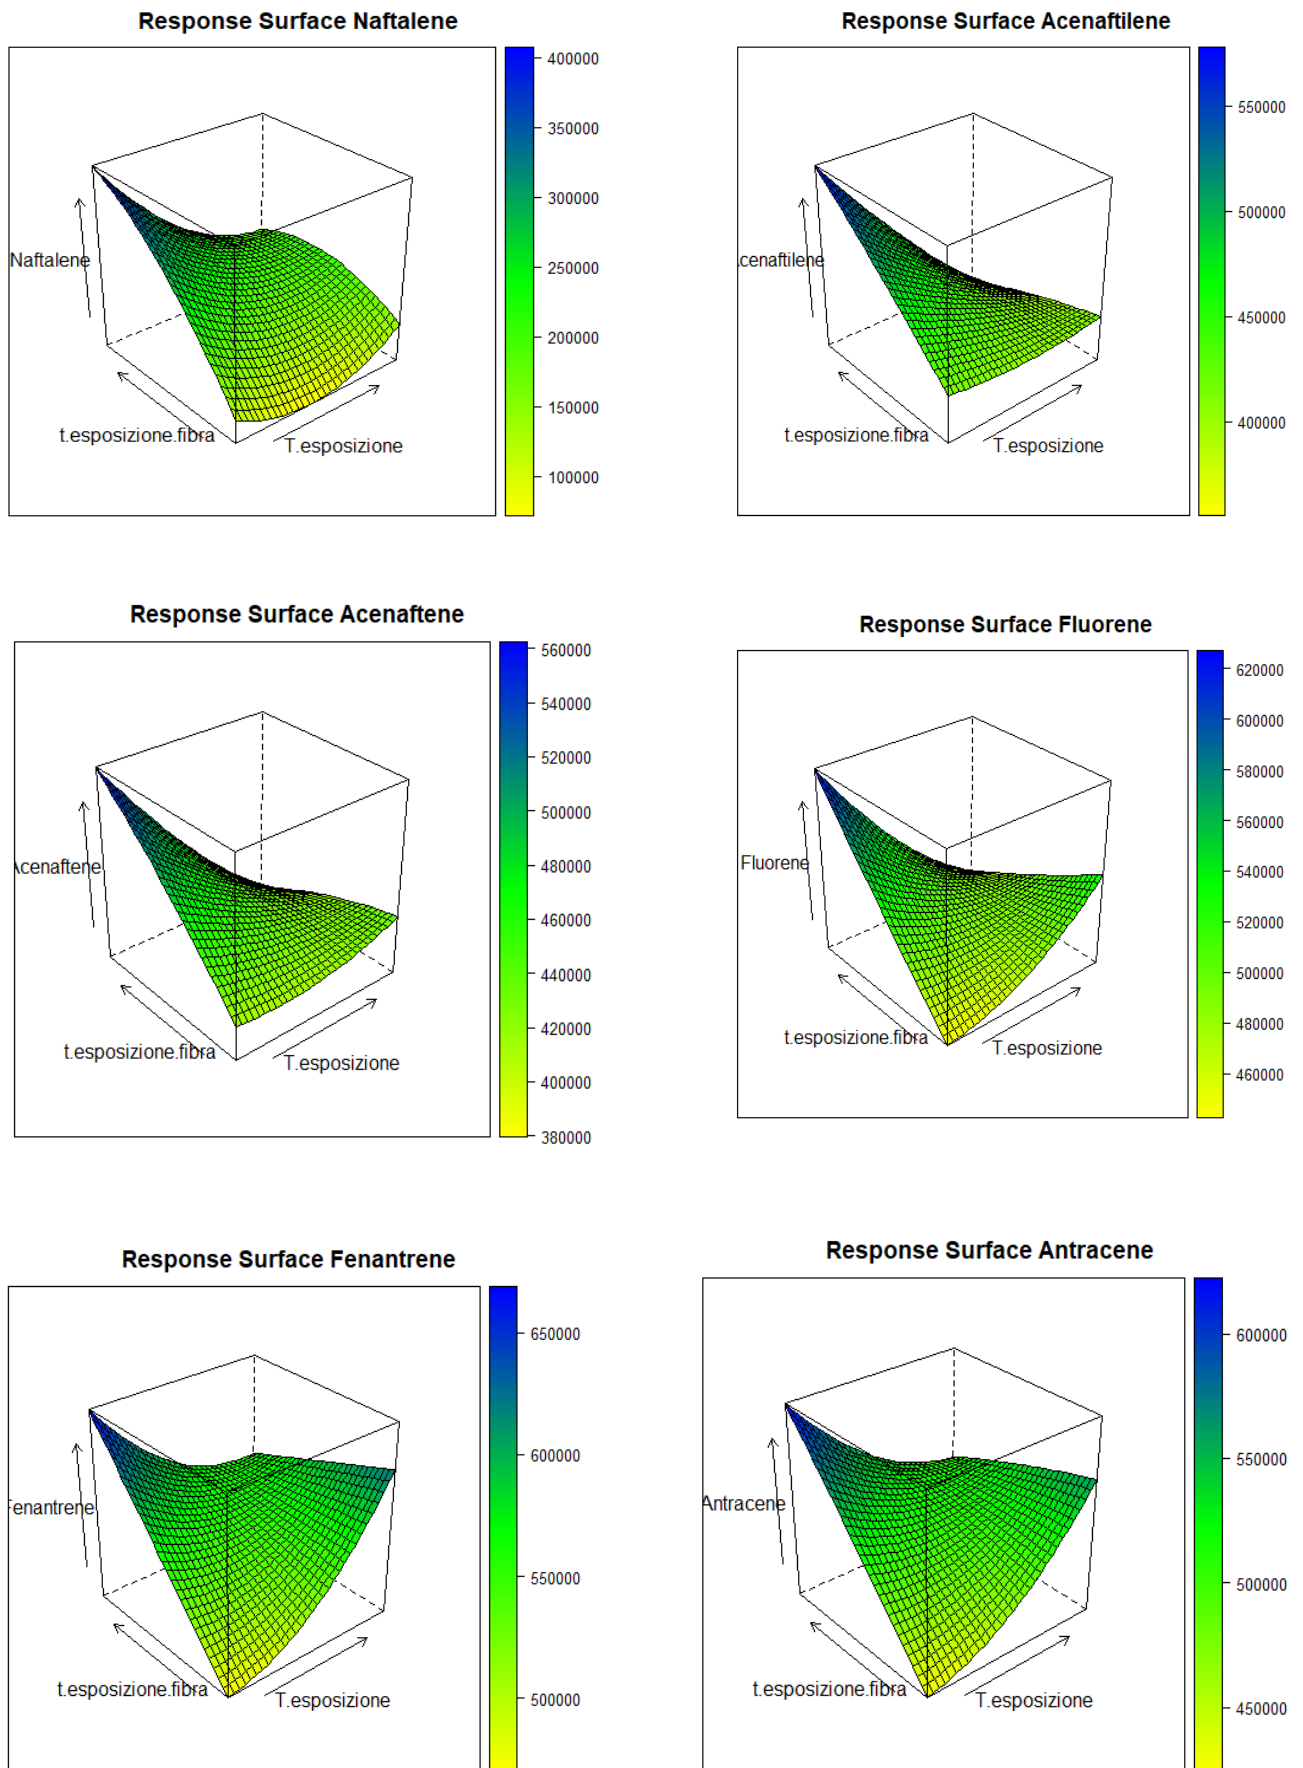 Response Surface Naftalene
400000
350000
300000
250000
200000
150000
100000
Naftalene
t.esposizione.fibra
T.esposizione
Response Surface Acenaftilene
550000
500000
450000
400000
cenaftilene
t.esposizione.fibra
T.esposizione
Response Surface Acenaftene
560000
540000
520000
500000
480000
460000
440000
420000
400000
380000
Acenaftene
t.esposizione.fibra
T.esposizione
Response Surface Fluorene
620000
600000
580000
560000
540000
520000
500000
480000
460000
Fluorene
t.esposizione.fibra
T.esposizione
Response Surface Fenantrene
650000
600000
550000
500000
Fenantrene
t.esposizione.fibra
T.esposizione
Response Surface Antracene
600000
550000
500000
450000
Antracene
t.esposizione.fibra
T.esposizione